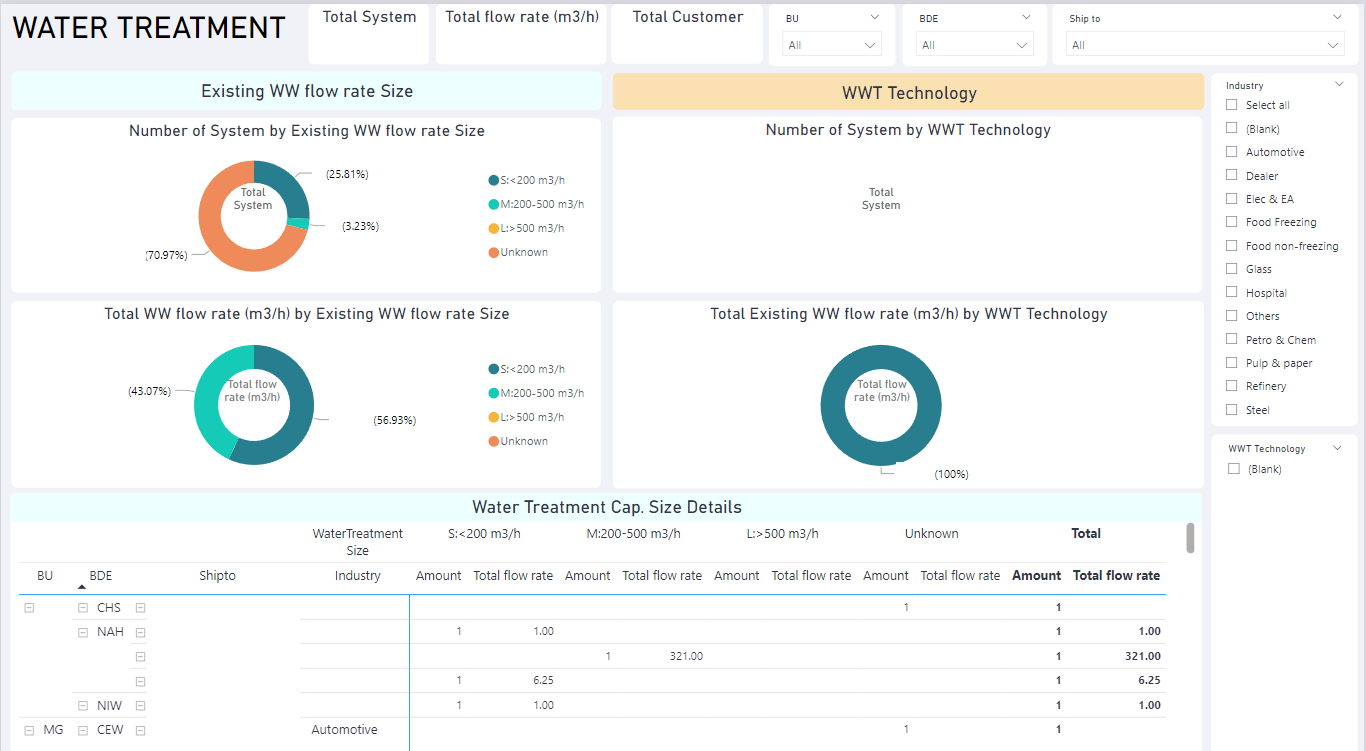 WATER TREATMENT
Total System
Total flow rate (m3/h)
Total Customer
BU
All
BDE
All
Ship to
All
Existing WW flow rate Size
WWT Technology
Number of System by Existing WW flow rate Size
Total
System
(25.81%)
(3.23%)
(70.97%)
S:<200 m3/h
M:200-500 m3/h
L:>500 m3/h
Unknown
Number of System by WWT Technology
Total
System
Total WW flow rate (m3/h) by Existing WW flow rate Size
Total flow
rate (m3/h)
(43.07%)
(56.93%)
S:<200 m3/h
M:200-500 m3/h
L:>500 m3/h
Unknown
Total Existing WW flow rate (m3/h) by WWT Technology
Total flow
rate (m3/h)
(100%)
Industry
Select all
(Blank)
Automotive
Dealer
Elec & EA
Food Freezing
Food non-freezing
Glass
Hospital
Others
Petro & Chem
Pulp & paper
Refinery
Steel
WWT Technology
(Blank)
Water Treatment Cap. Size Details
WaterTreatment
Size
S:<200 m3/h M:200-500 m3/h L:>500 m3/h Unknown Total
BU BDE Shipto Industry Amount Total flow rate Amount Total flow rate Amount Total flow rate Amount Total flow rate Amount Total flow rate
CHS 1 1
NAH 1 1.00 1 1.00
1 321.00 1 321.00
1 6.25 1 6.25
NIW 1 1.00 1 1.00
MG CEW Automotive 1 1